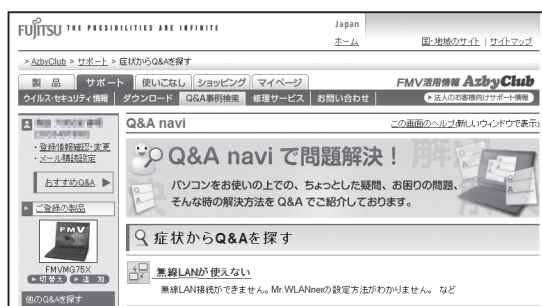 FUJITSU THE POSSIBILITIES ARE INFINITE
Japan
ホーム
国・地域のサイト | サイトマップ
> AzbyClub > サポート > 症状からQ&Aを探す
製 品 サポート 使いこなし ショッピング マイページ
FMV活用情報 AzbyClub
ウイルス・セキュリティ情報 ダウンロード Q&A事例検索 修理サービス お問い合わせ
法人のお客様向けサポート情報
・登録情報確認・変更
・メール購読設定
おすすめQ&A
ご登録の製品
FMV
FMVMG75X
切替え 追 加
他のQ&Aを探す
Q&A navi
この画面のヘルプ(新しいウィンドウで表示)
Q&A navi で問題解決！
パソコンをお使いの上での、ちょっとした疑問、お困りの問題、
そんな時の解決方法を Q&A でご紹介しております。
症状からQ&Aを探す
無線LANが使えない
無線LAN接続ができません。Mr.WLANnerの設定方法がわかりません。 など